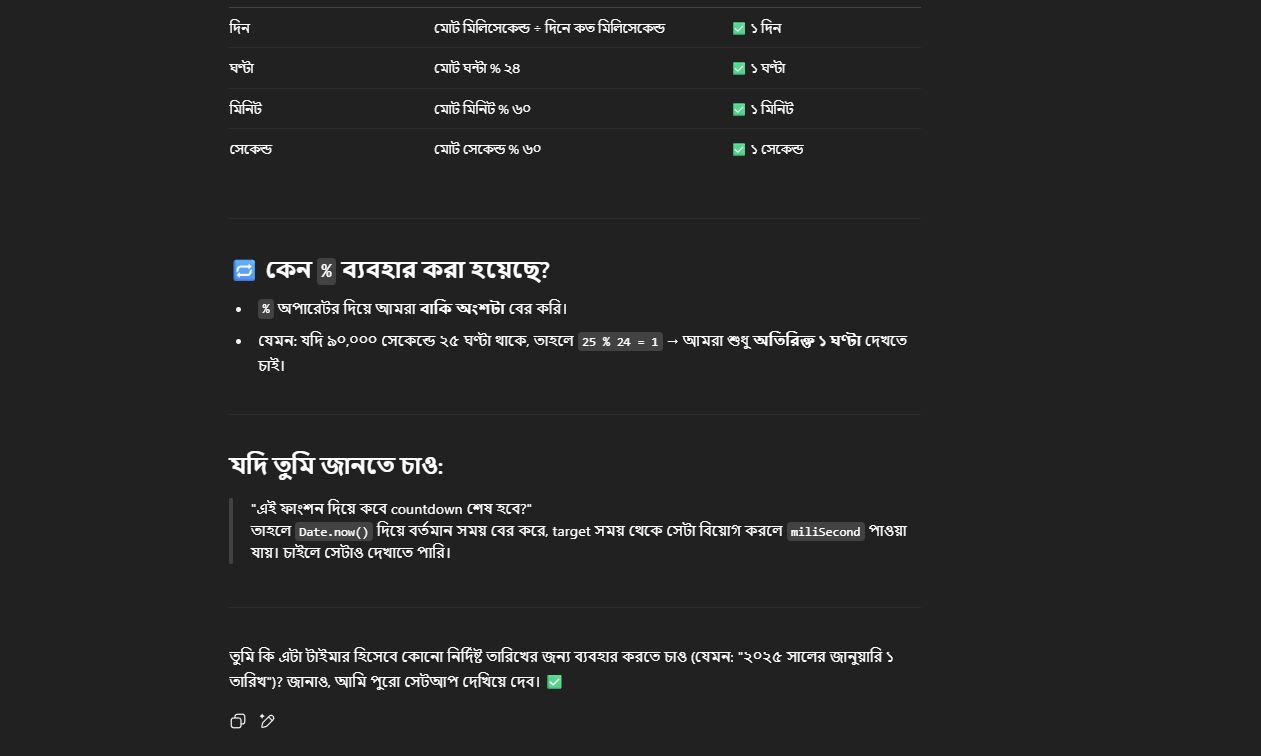 দিন মোট মিলিসেকেন্ড ÷ দিনে কত মিলিসেকেন্ড ✅ ১ দিন
ঘণ্টা মোট ঘন্টা % ২৪ ✅ ১ ঘণ্টা
মিনিট মোট মিনিট % ৬০ ✅ ১ মিনিট
সেকেন্ড মোট সেকেন্ড % ৬০ ✅ ১ সেকেন্ড
🔁 কেন % ব্যবহার করা হয়েছে?
• % অপারেটর দিয়ে আমরা বাকি অংশটা বের করি।
• যেমন: যদি ৯০,০০০ সেকেন্ডে ২৫ ঘণ্টা থাকে, তাহলে 25 % 24 = 1 → আমরা শুধু অতিরিক্ত ১ ঘণ্টা দেখতে
চাই।
যদি তুমি জানতে চাও:
"এই ফাংশন দিয়ে কবে countdown শেষ হবে?"
তাহলে Date.now() দিয়ে বর্তমান সময় বের করে, target সময় থেকে সেটা বিয়োগ করলে miliSecond পাওয়া
যায়। চাইলে সেটাও দেখাতে পারি।
তুমি কি এটা টাইমার হিসেবে কোনো নির্দিষ্ট তারিখের জন্য ব্যবহার করতে চাও (যেমন: "২০২৫ সালের জানুয়ারি ১
তারিখ")? জানাও, আমি পুরো সেটআপ দেখিয়ে দেব। ✅